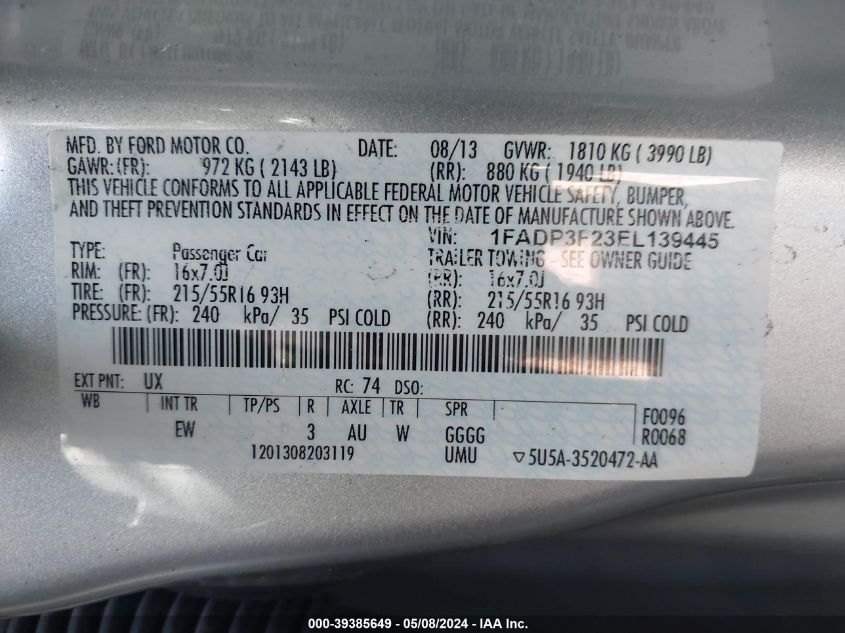 MFD. BY FORD MOTOR CO. DATE: 08/13 GVWR: 1810 KG ( 3990 LB)
GAWR:(FR): 972 KG ( 2143 LB) (RR): 880 KG ( 1940 LB)
THIS VEHICLE CONFORMS TO ALL APPLICABLE FEDERAL MOTOR VEHICLE SAFETY, BUMPER,
AND THEFT PREVENTION STANDARDS IN EFFECT ON THE DATE OF MANUFACTURE SHOWN ABOVE.
VIN: 1FADP3F23EL139445
TYPE: Passenger Car TRAILER TOWING - SEE OWNER GUIDE
RIM: (FR): 16x7.0J (RR): 16x7.0J
TIRE: (FR): 215/55R16 93H (RR): 215/55R16 93H
PRESSURE: (FR): 240 kPa/ 35 PSI COLD (RR): 240 kPa/ 35 PSI COLD
EXT PNT: UX RC: 74 DSO:
WB INT TR TP/PS R AXLE TR SPR F0096
EW 3 AU W GGGG R0068
1201308203119 UMU ▽5U5A-3520472-AA
000-39385649 - 05/08/2024 - IAA Inc.